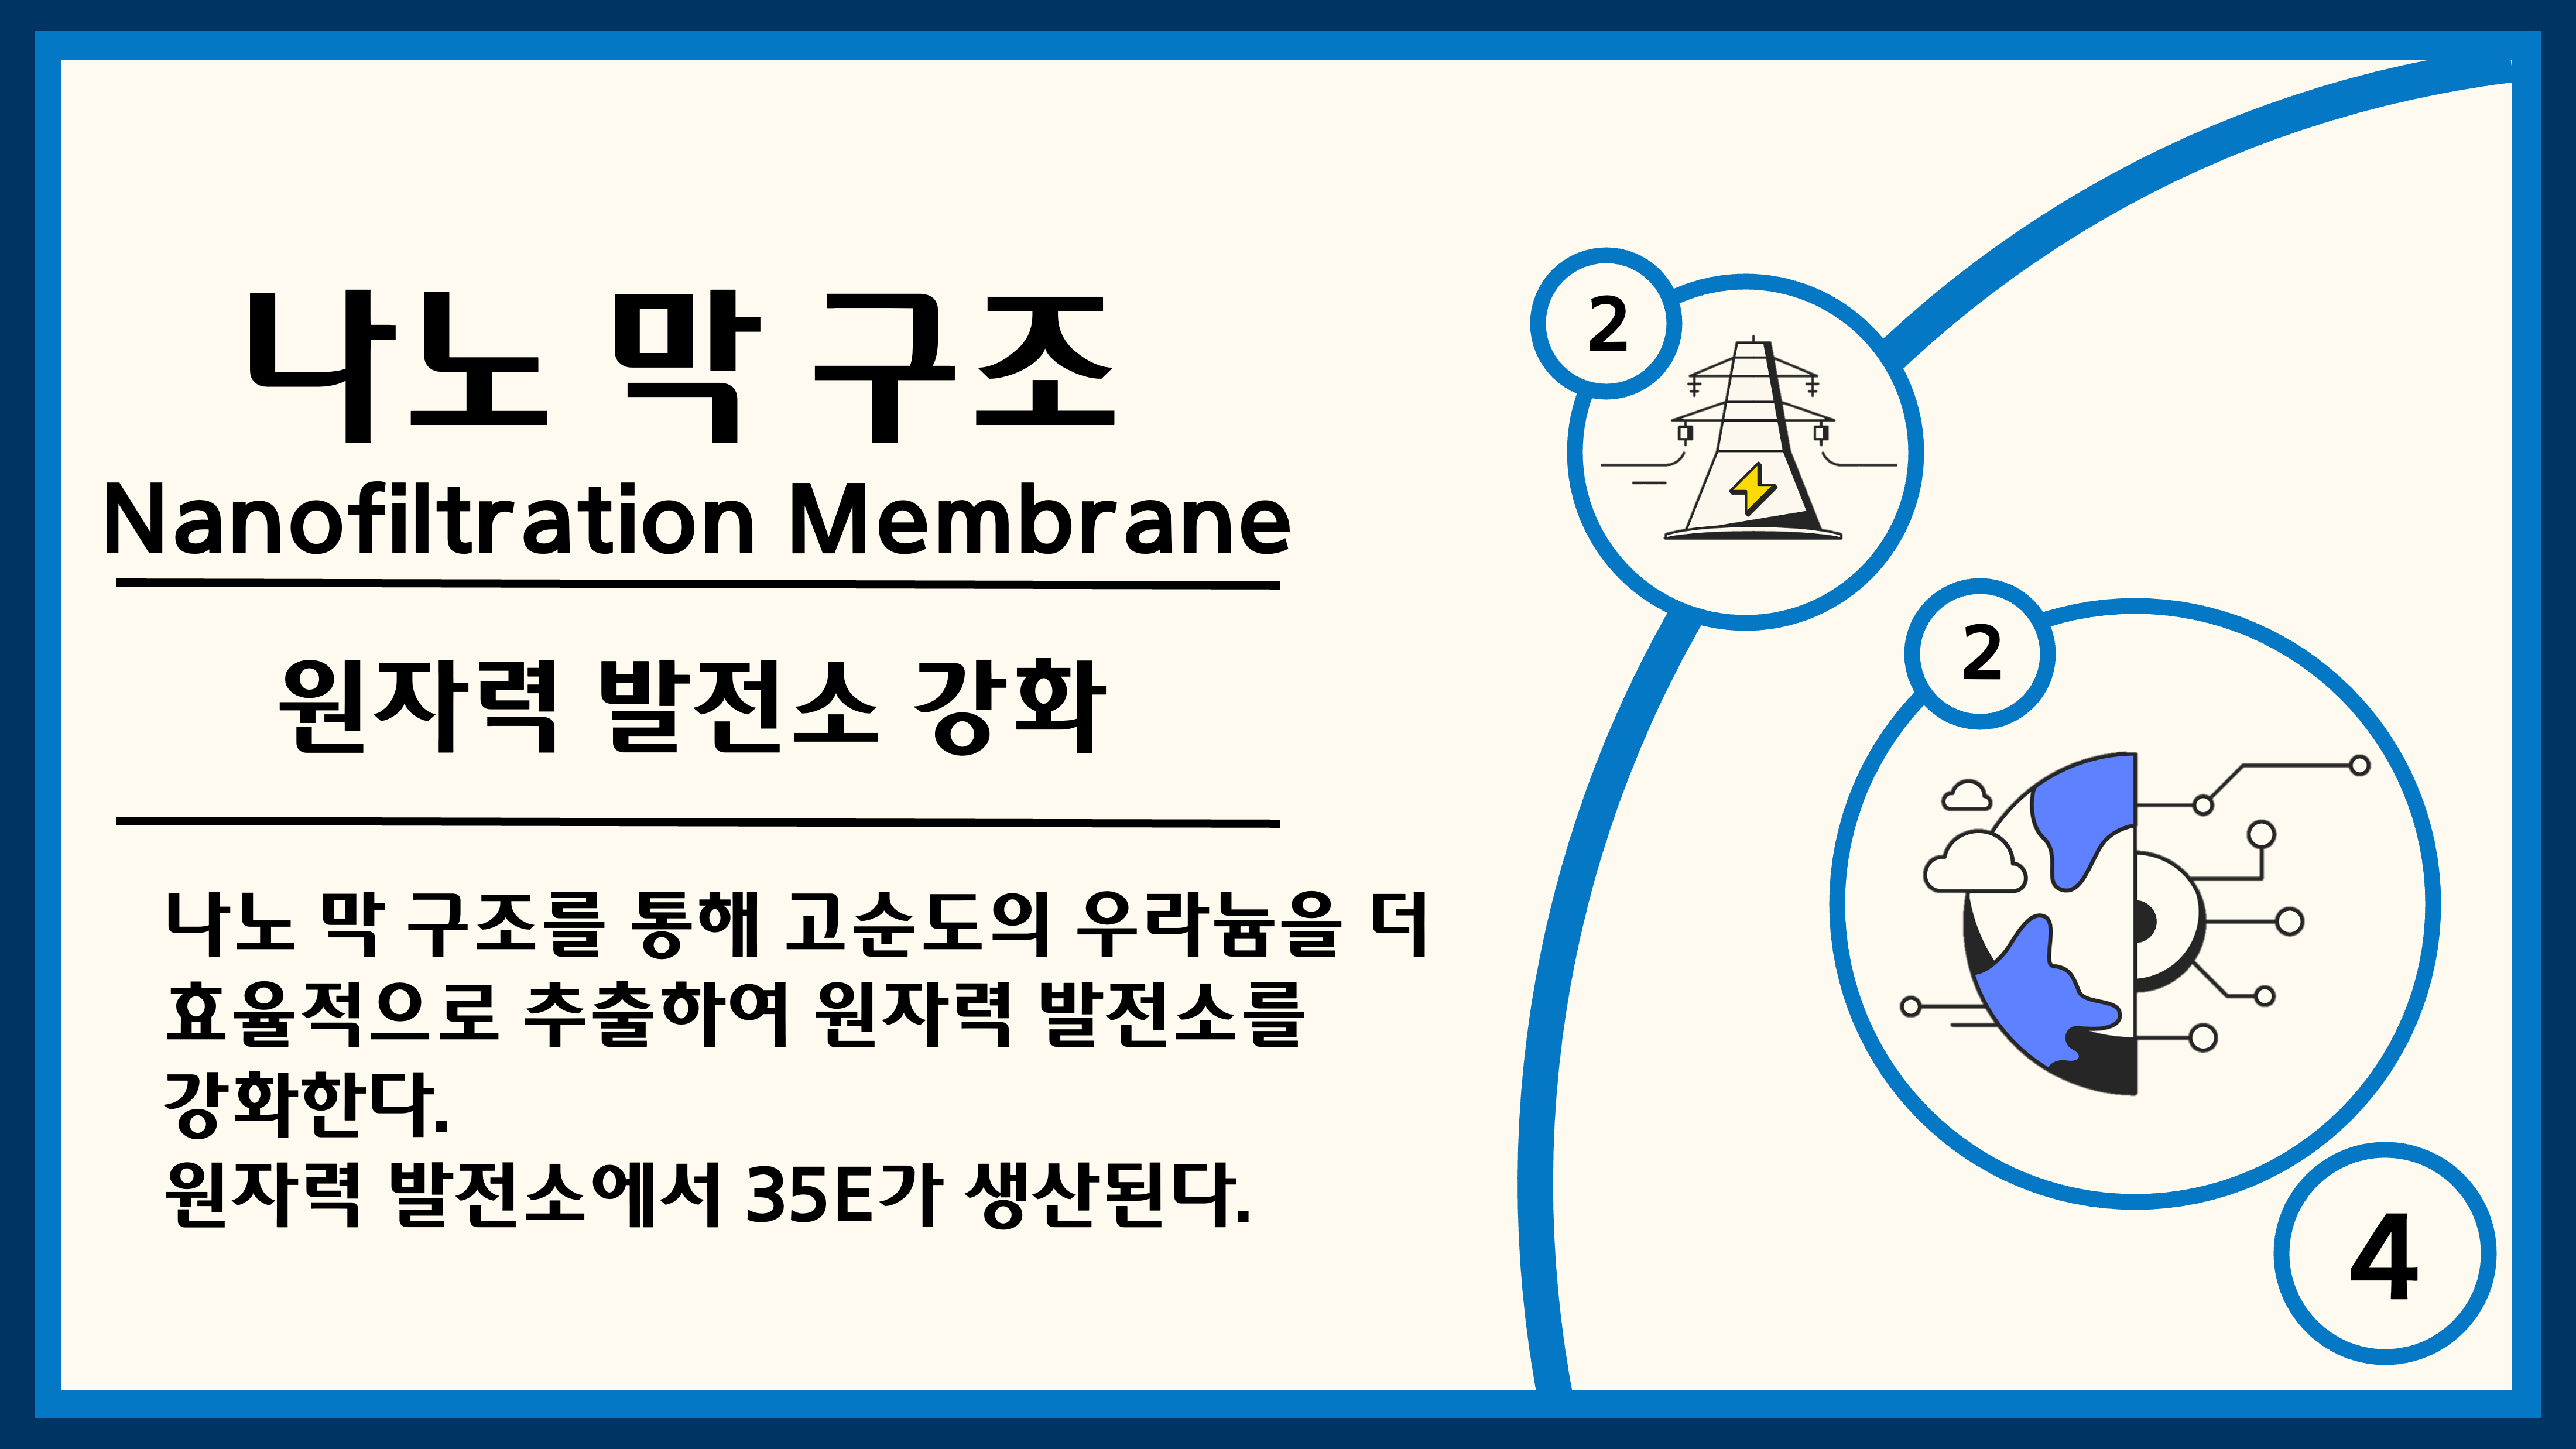 나노 막 구조
Nanofiltration Membrane
원자력 발전소 강화
나노 막 구조를 통해 고순도의 우라늄을 더
효율적으로 추출하여 원자력 발전소를
강화한다.
원자력 발전소에서 35E가 생산된다.
2
2
4